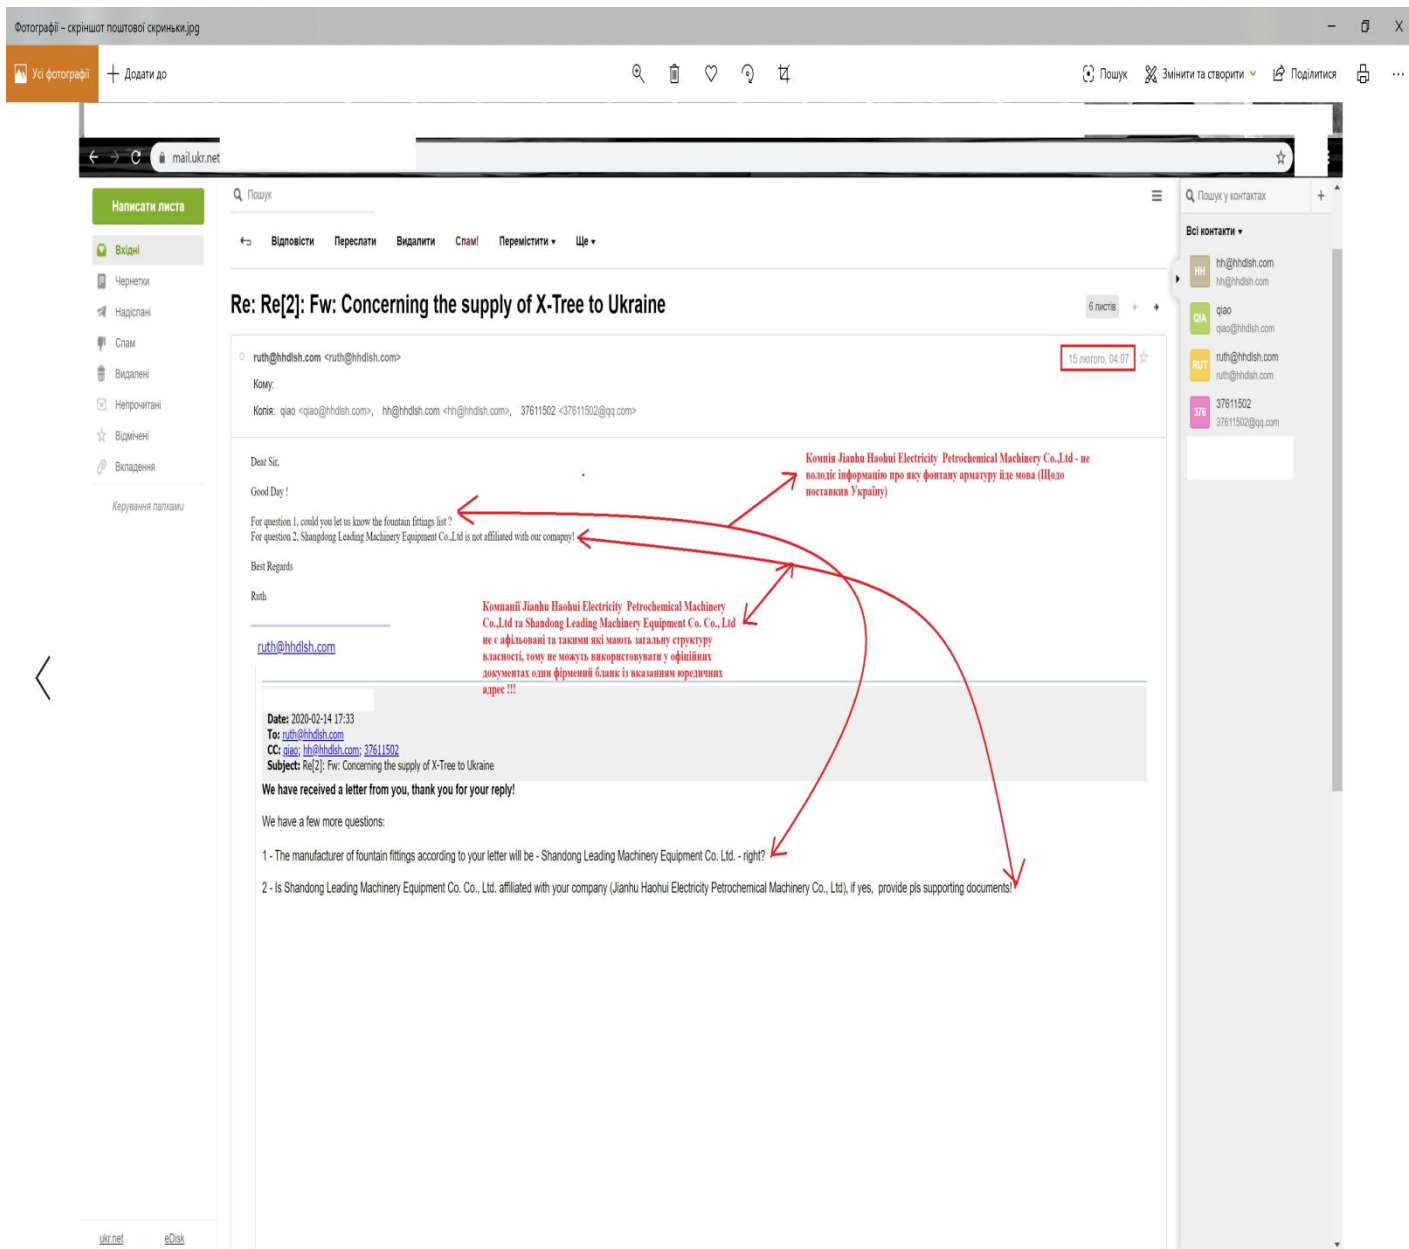 Фотографії – скріншот поштової скриньки.jpg
Усі фотографії
Додати до
Пошук
Змінити та створити
Поділитися
mail.ukr.net
Написати листа
Вхідні
Чернетки
Надіслані
Спам
Видалені
Непрочитані
Відмічені
Вкладення
Керування папками
ukr.net
eDisk
Пошук
Відповісти
Переслати
Видалити
Спам!
Перемістити
Ще
Re: Re[2]: Fw: Concerning the supply of X-Tree to Ukraine
6 листів
ruth@hhdlsh.com <ruth@hhdlsh.com>
15 лютого, 04:07
Кому:
Копія: qiao <qiao@hhdlsh.com>, hh@hhdlsh.com <hh@hhdlsh.com>, 37611502 <37611502@qq.com>
Dear Sir,
Good Day !
For question 1, could you let us know the fountain fittings list ?
For question 2, Shangdong Leading Machinery Equipment Co.,Ltd is not affiliated with our comapny!
Best Regards
Ruth
ruth@hhdlsh.com
Компія Jianhu Haohui Electricity Petrochemical Machinery Co.,Ltd - не
володіє інформацію про яку фонтану арматуру йде мова (Щодо
поставкив Україну)
Компанії Jianhu Haohui Electricity Petrochemical Machinery
Co.,Ltd та Shandong Leading Machinery Equipment Co. Co., Ltd
не є афільовані та такими які мають загальну структуру
власності, тому не можуть використовувати у офіційних
документах один фірмений бланк із вказанням юредичних
адрес !!!
Date: 2020-02-14 17:33
To: ruth@hhdlsh.com
CC: qiao; hh@hhdlsh.com; 37611502
Subject: Re[2]: Fw: Concerning the supply of X-Tree to Ukraine
We have received a letter from you, thank you for your reply!
We have a few more questions:
1 - The manufacturer of fountain fittings according to your letter will be - Shandong Leading Machinery Equipment Co. Ltd. - right?
2 - Is Shandong Leading Machinery Equipment Co. Co., Ltd. affiliated with your company (Jianhu Haohui Electricity Petrochemical Machinery Co., Ltd), if yes, provide pls supporting documents!
Пошук у контактах
Всі контакти
HH
hh@hhdlsh.com
hh@hhdlsh.com
QIA
qiao
qiao@hhdlsh.com
RUT
ruth@hhdlsh.com
ruth@hhdlsh.com
376
37611502
37611502@qq.com